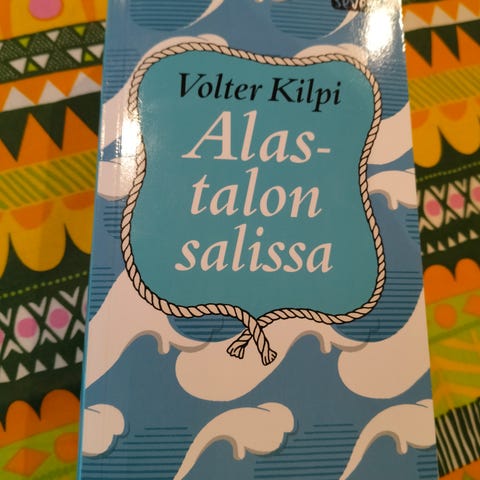 Volter Kilpi
Alas-
talon
salissa